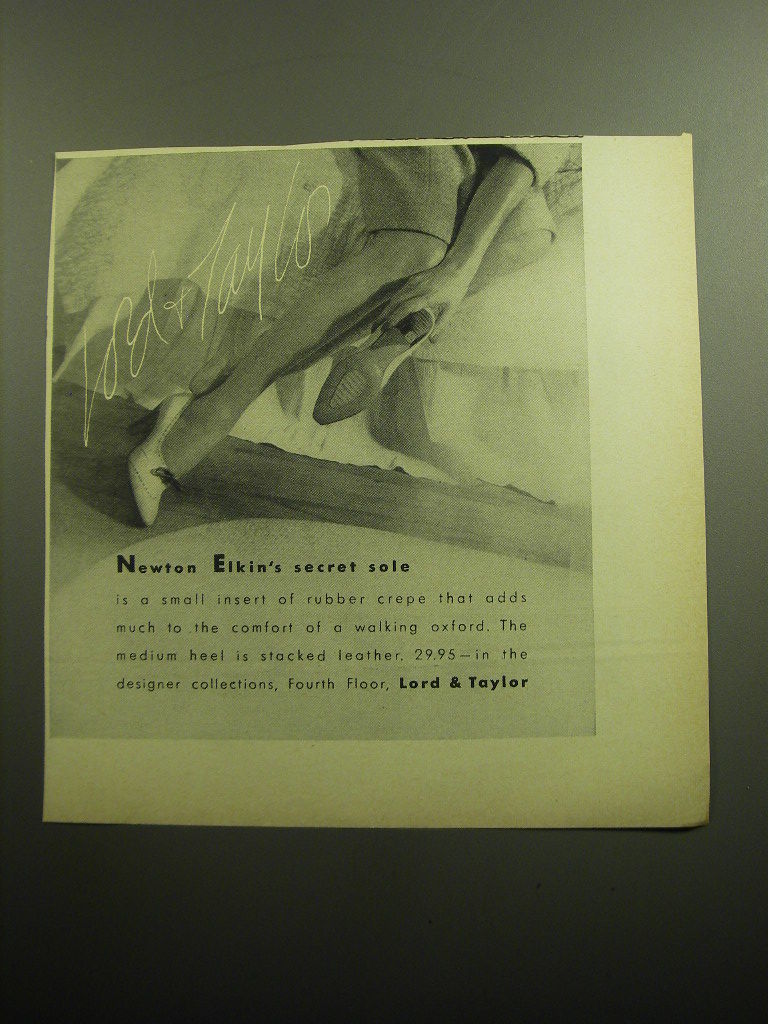 Lord & Taylor
Newton Elkin's secret sole
is a small insert of rubber crepe that adds
much to the comfort of a walking oxford. The
medium heel is stacked leather. 29.95—in the
designer collections, Fourth Floor, Lord & Taylor